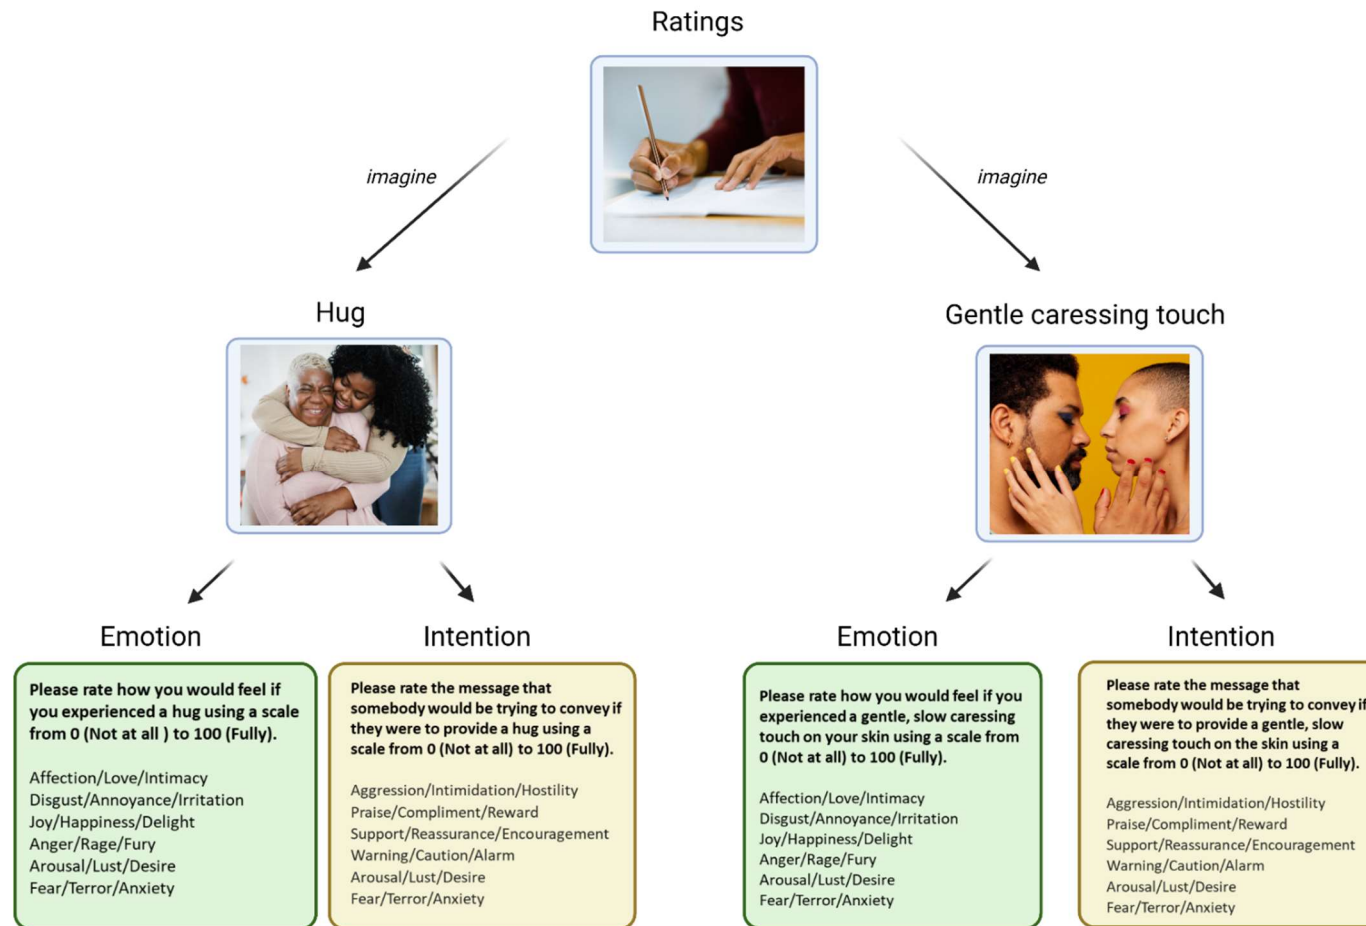 Ratings
imagine
imagine
Hug
Gentle caressing touch
Emotion
Intention
Emotion
Intention
Please rate how you would feel if
you experienced a hug using a scale
from 0 (Not at all ) to 100 (Fully).
Affection/Love/Intimacy
Disgust/Annoyance/Irritation
Joy/Happiness/Delight
Anger/Rage/Fury
Arousal/Lust/Desire
Fear/Terror/Anxiety
Please rate the message that
somebody would be trying to convey if
they were to provide a hug using a
scale from 0 (Not at all) to 100 (Fully).
Aggression/Intimidation/Hostility
Praise/Compliment/Reward
Support/Reassurance/Encouragement
Warning/Caution/Alarm
Arousal/Lust/Desire
Fear/Terror/Anxiety
Please rate how you would feel if you
experienced a gentle, slow caressing
touch on your skin using a scale from
0 (Not at all) to 100 (Fully).
Affection/Love/Intimacy
Disgust/Annoyance/Irritation
Joy/Happiness/Delight
Anger/Rage/Fury
Arousal/Lust/Desire
Fear/Terror/Anxiety
Please rate the message that
somebody would be trying to convey if
they were to provide a gentle, slow
caressing touch on the skin using a
scale from 0 (Not at all) to 100 (Fully).
Aggression/Intimidation/Hostility
Praise/Compliment/Reward
Support/Reassurance/Encouragement
Warning/Caution/Alarm
Arousal/Lust/Desire
Fear/Terror/Anxiety